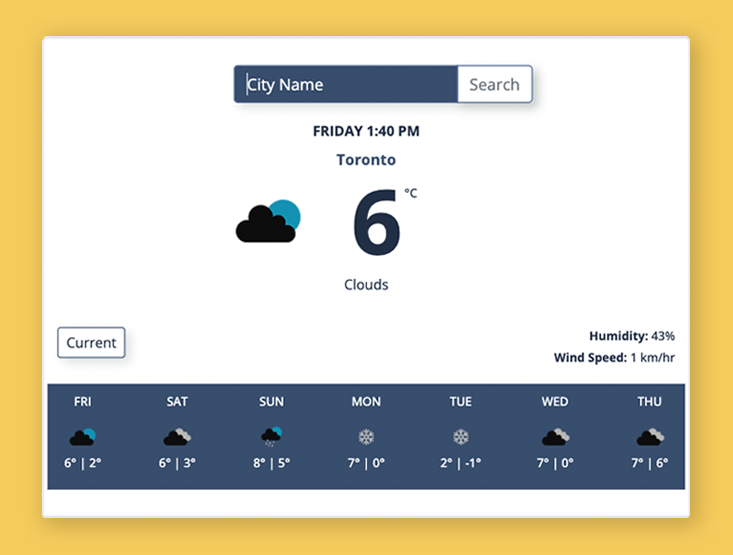 City Name Search
FRIDAY 1:40 PM
Toronto
6 °C
Clouds
Current
Humidity: 43%
Wind Speed: 1 km/hr
FRI SAT SUN MON TUE WED THU
6° | 2° 6° | 3° 8° | 5° 7° | 0° 2° | -1° 7° | 0° 7° | 6°